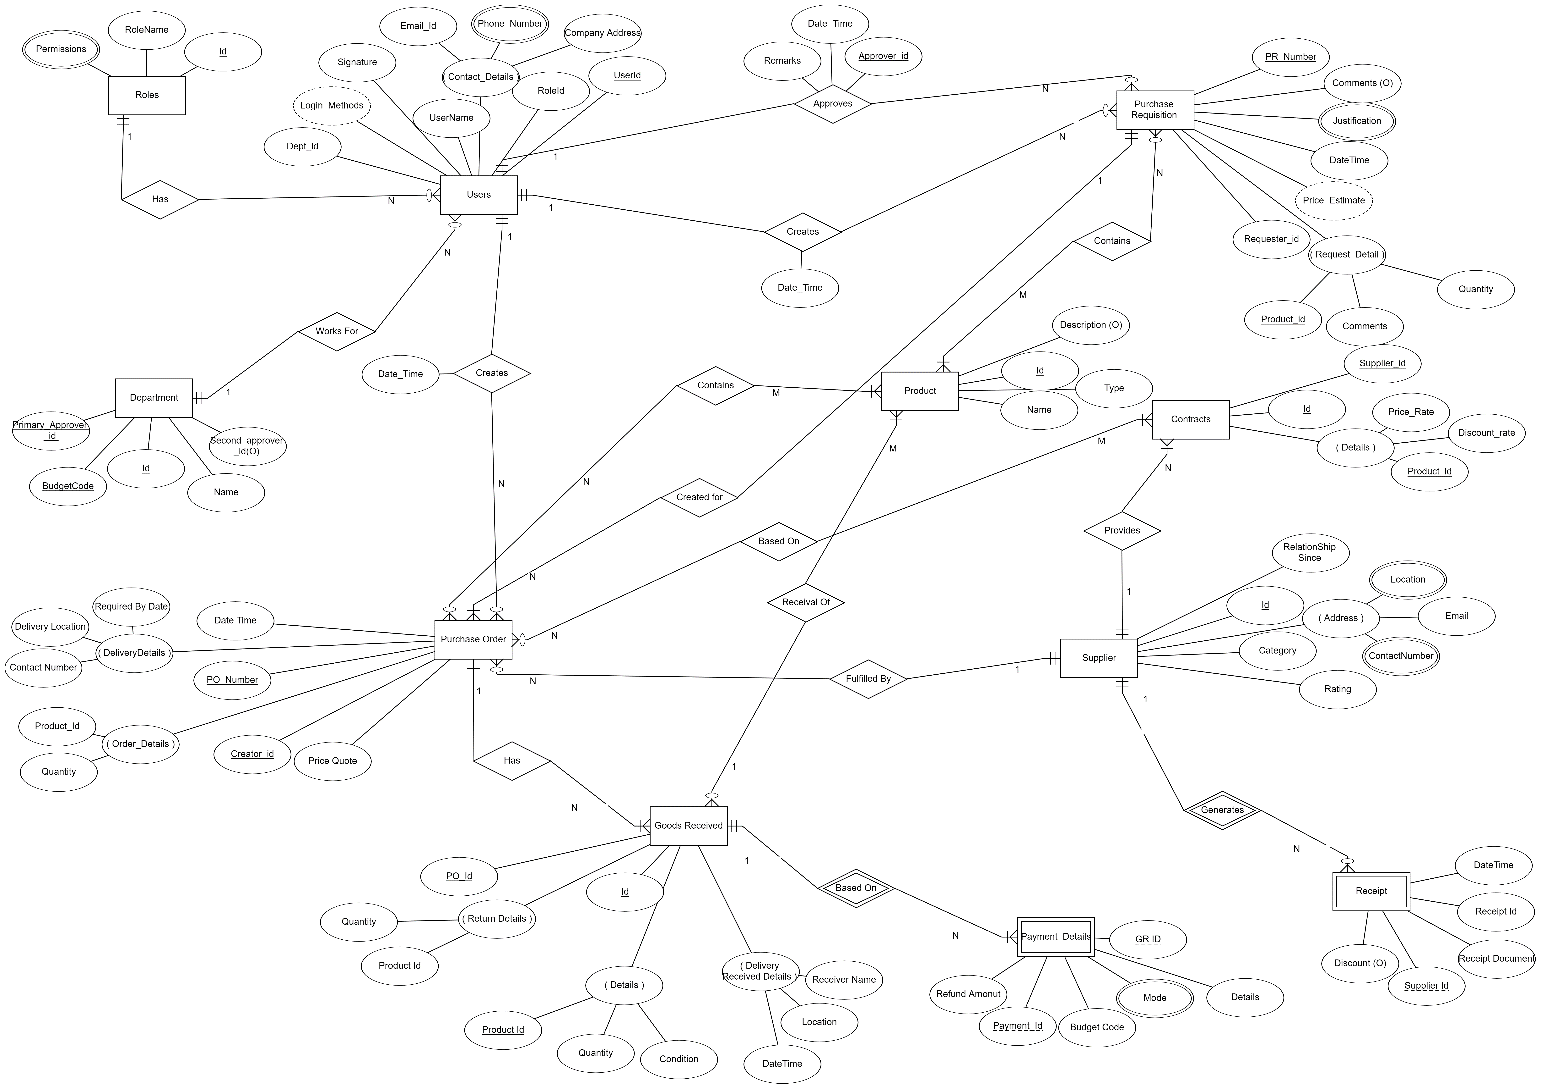 RoleName
Permissions
Id
Roles
1
Has
N
Email_Id
Phone_Number
Company Address
Signature
Contact_Details )
UserId
Login_Methods
RoleId
UserName
Dept_Id
Users
1
1
1
N
Date_Time
Remarks
Approver_id
Approves
N
Creates
N
Date_Time
PR_Number
Comments (O)
Justification
DateTime
Price_Estimate
Requester_id
( Request_Detail )
Quantity
Product_id
Comments
Purchase
Requisition
1
N
Contains
M
Works For
1
Department
Primary_Approver
_id
Second_approver
_Id(O)
BudgetCode
Id
Name
Date_Time
Creates
N
Contains
M
N
Product
Description (O)
Id
Type
Name
M
Contracts
Supplier_Id
Id
Price_Rate
( Details )
Discount_rate
Product_Id
M
N
Created for
N
Based On
N
Provides
1
Receival Of
1
Required By Date
Delivery Location
( DeliveryDetails )
Contact Number
Date Time
PO_Number
Product_Id
( Order_Details )
Quantity
Creator_id
Price Quote
Purchase Order
1
N
Fulfilled By
1
Supplier
RelationShip
Since
Id
Location
( Address )
Email
ContactNumber
Category
Rating
1
Generates
N
Receipt
DateTime
Receipt Id
Receipt Document
Discount (O)
Supplier Id
Has
N
Goods Received
PO_Id
Id
Quantity
( Return Details )
Product Id
( Details )
Product Id
Quantity
Condition
( Delivery
Received Details )
Receiver Name
Location
DateTime
1
Based On
N
Payment_Details
GR ID
Refund Amonut
Payment_Id
Budget Code
Mode
Details